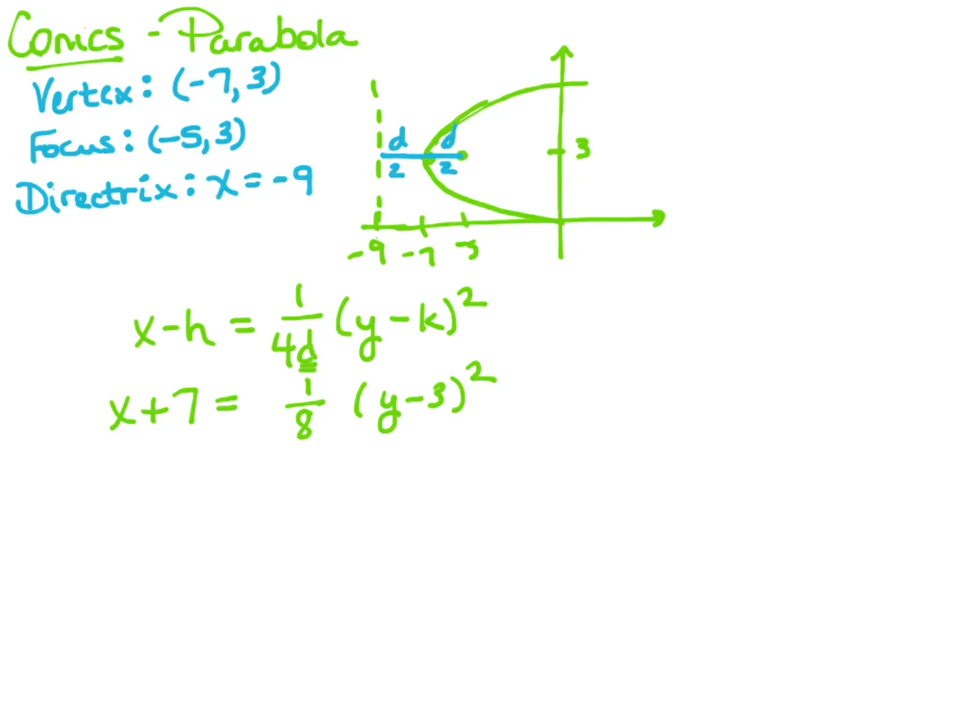 Conics - Parabola
Vertex: (-7, 3)
Focus: (-5, 3)
Directrix: x = -9
d d
2 2
3
-9 -7 -5
x-h = 1/4d (y-k)²
x+7 = 1/8 (y-3)²